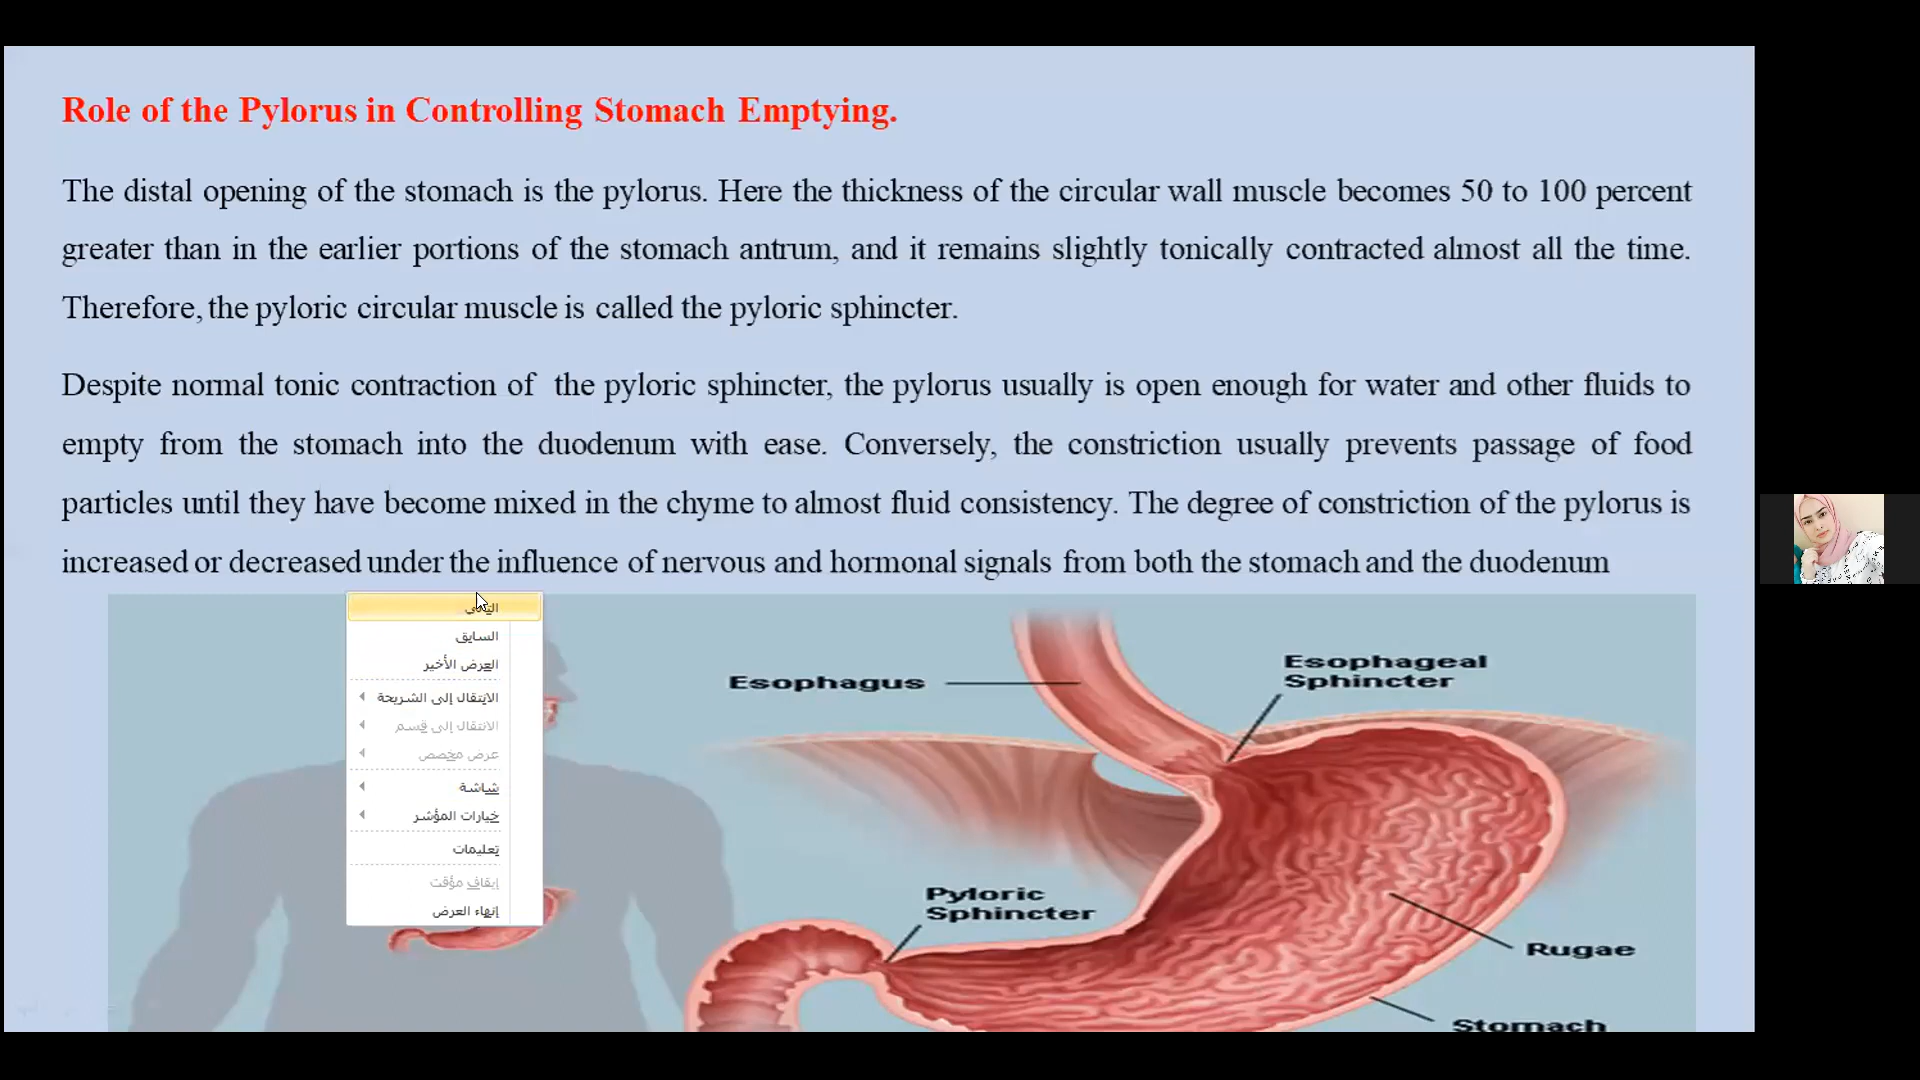 Role of the Pylorus in Controlling Stomach Emptying.
The distal opening of the stomach is the pylorus. Here the thickness of the circular wall muscle becomes 50 to 100 percent
greater than in the earlier portions of the stomach antrum, and it remains slightly tonically contracted almost all the time.
Therefore, the pyloric circular muscle is called the pyloric sphincter.
Despite normal tonic contraction of the pyloric sphincter, the pylorus usually is open enough for water and other fluids to
empty from the stomach into the duodenum with ease. Conversely, the constriction usually prevents passage of food
particles until they have become mixed in the chyme to almost fluid consistency. The degree of constriction of the pylorus is
increased or decreased under the influence of nervous and hormonal signals from both the stomach and the duodenum
التالي
السابق
العرض الأخير
الانتقال إلى الشريحة
الانتقال إلى قسم
عرض مخصص
شاشة
خيارات المؤشر
تعليمات
إيقاف مؤقت
إنهاء العرض
Esophagus
Esophageal
Sphincter
Pyloric
Sphincter
Rugae
Stomach